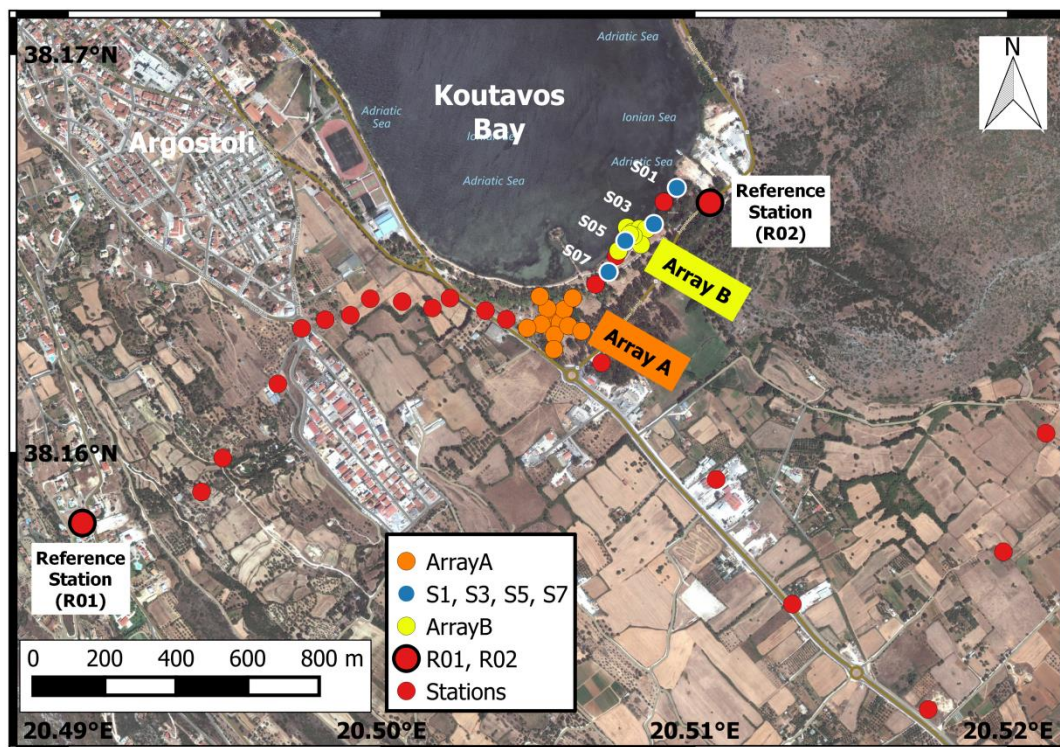 38.17°N
N
Adriatic Sea
Koutavos
Bay
Adriatic
Sea
Ionian Sea
Argostoli
Adriatic Sea
Adriatic Sea
S01
S03
S05
S07
Reference
Station
(R02)
Array B
Array A
38.16°N
Reference
Station
(R01)
ArrayA
S1, S3, S5, S7
ArrayB
R01, R02
Stations
0 200 400 600 800 m
20.49°E 20.50°E 20.51°E 20.52°E